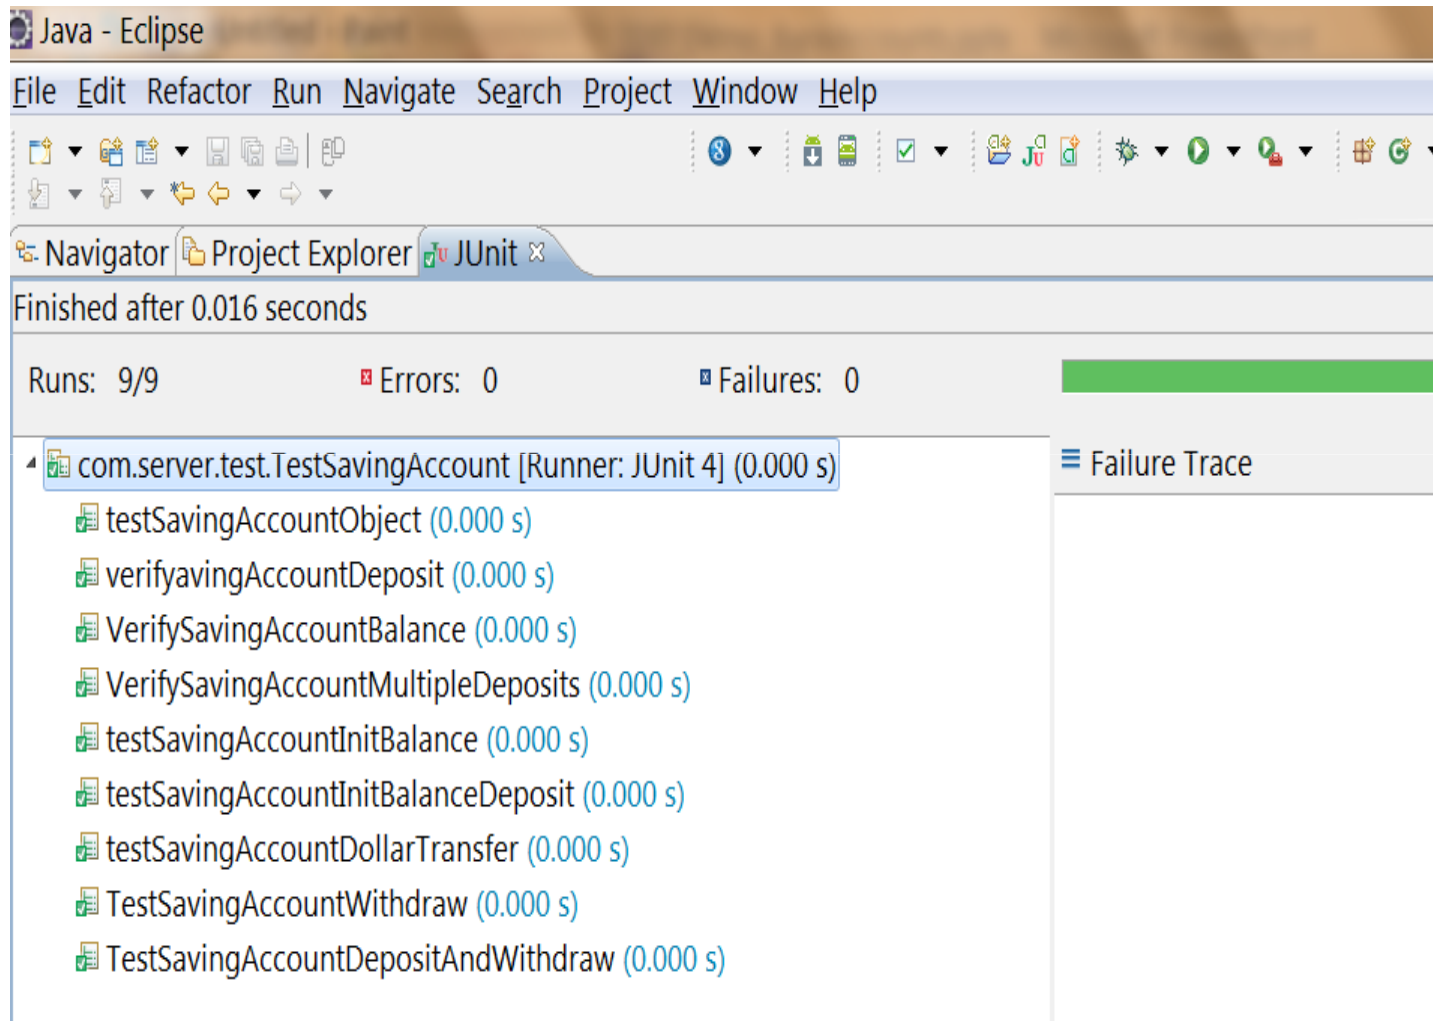 Java - Eclipse
File Edit Refactor Run Navigate Search Project Window Help
Navigator Project Explorer JUnit
Finished after 0.016 seconds
Runs: 9/9 Errors: 0 Failures: 0
com.server.test.TestSavingAccount [Runner: JUnit 4] (0.000 s)
Failure Trace
testSavingAccountObject (0.000 s)
verifyavingAccountDeposit (0.000 s)
VerifySavingAccountBalance (0.000 s)
VerifySavingAccountMultipleDeposits (0.000 s)
testSavingAccountInitBalance (0.000 s)
testSavingAccountInitBalanceDeposit (0.000 s)
testSavingAccountDollarTransfer (0.000 s)
TestSavingAccountWithdraw (0.000 s)
TestSavingAccountDepositAndWithdraw (0.000 s)